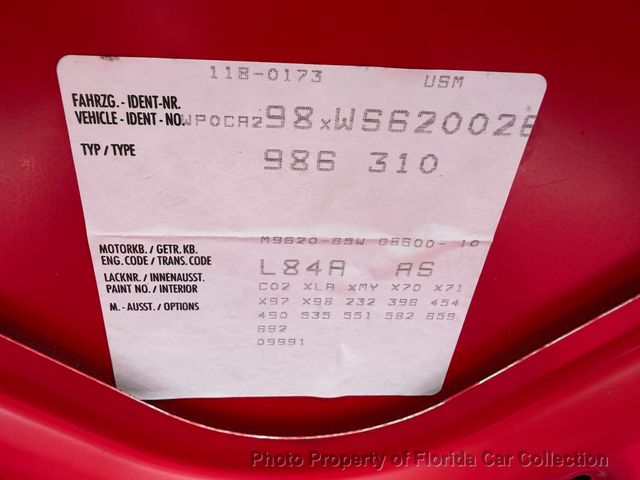 118-0173 USM
FAHRZG. - IDENT-NR.
VEHICLE - IDENT - NO. WP0CA298xWS620028
TYP / TYPE 986 310
MOTORKB. / GETR. KB. M9620-65W G8600- 10
ENG.CODE / TRANS. CODE
LACKNR. / INNENAUSST. L84A AS
PAINT NO. / INTERIOR
M. - AUSST. / OPTIONS C02 XLA XMY X70 X71
X97 X98 232 396 454
490 535 551 582 659
692
09991
Photo Property of Florida Car Collection